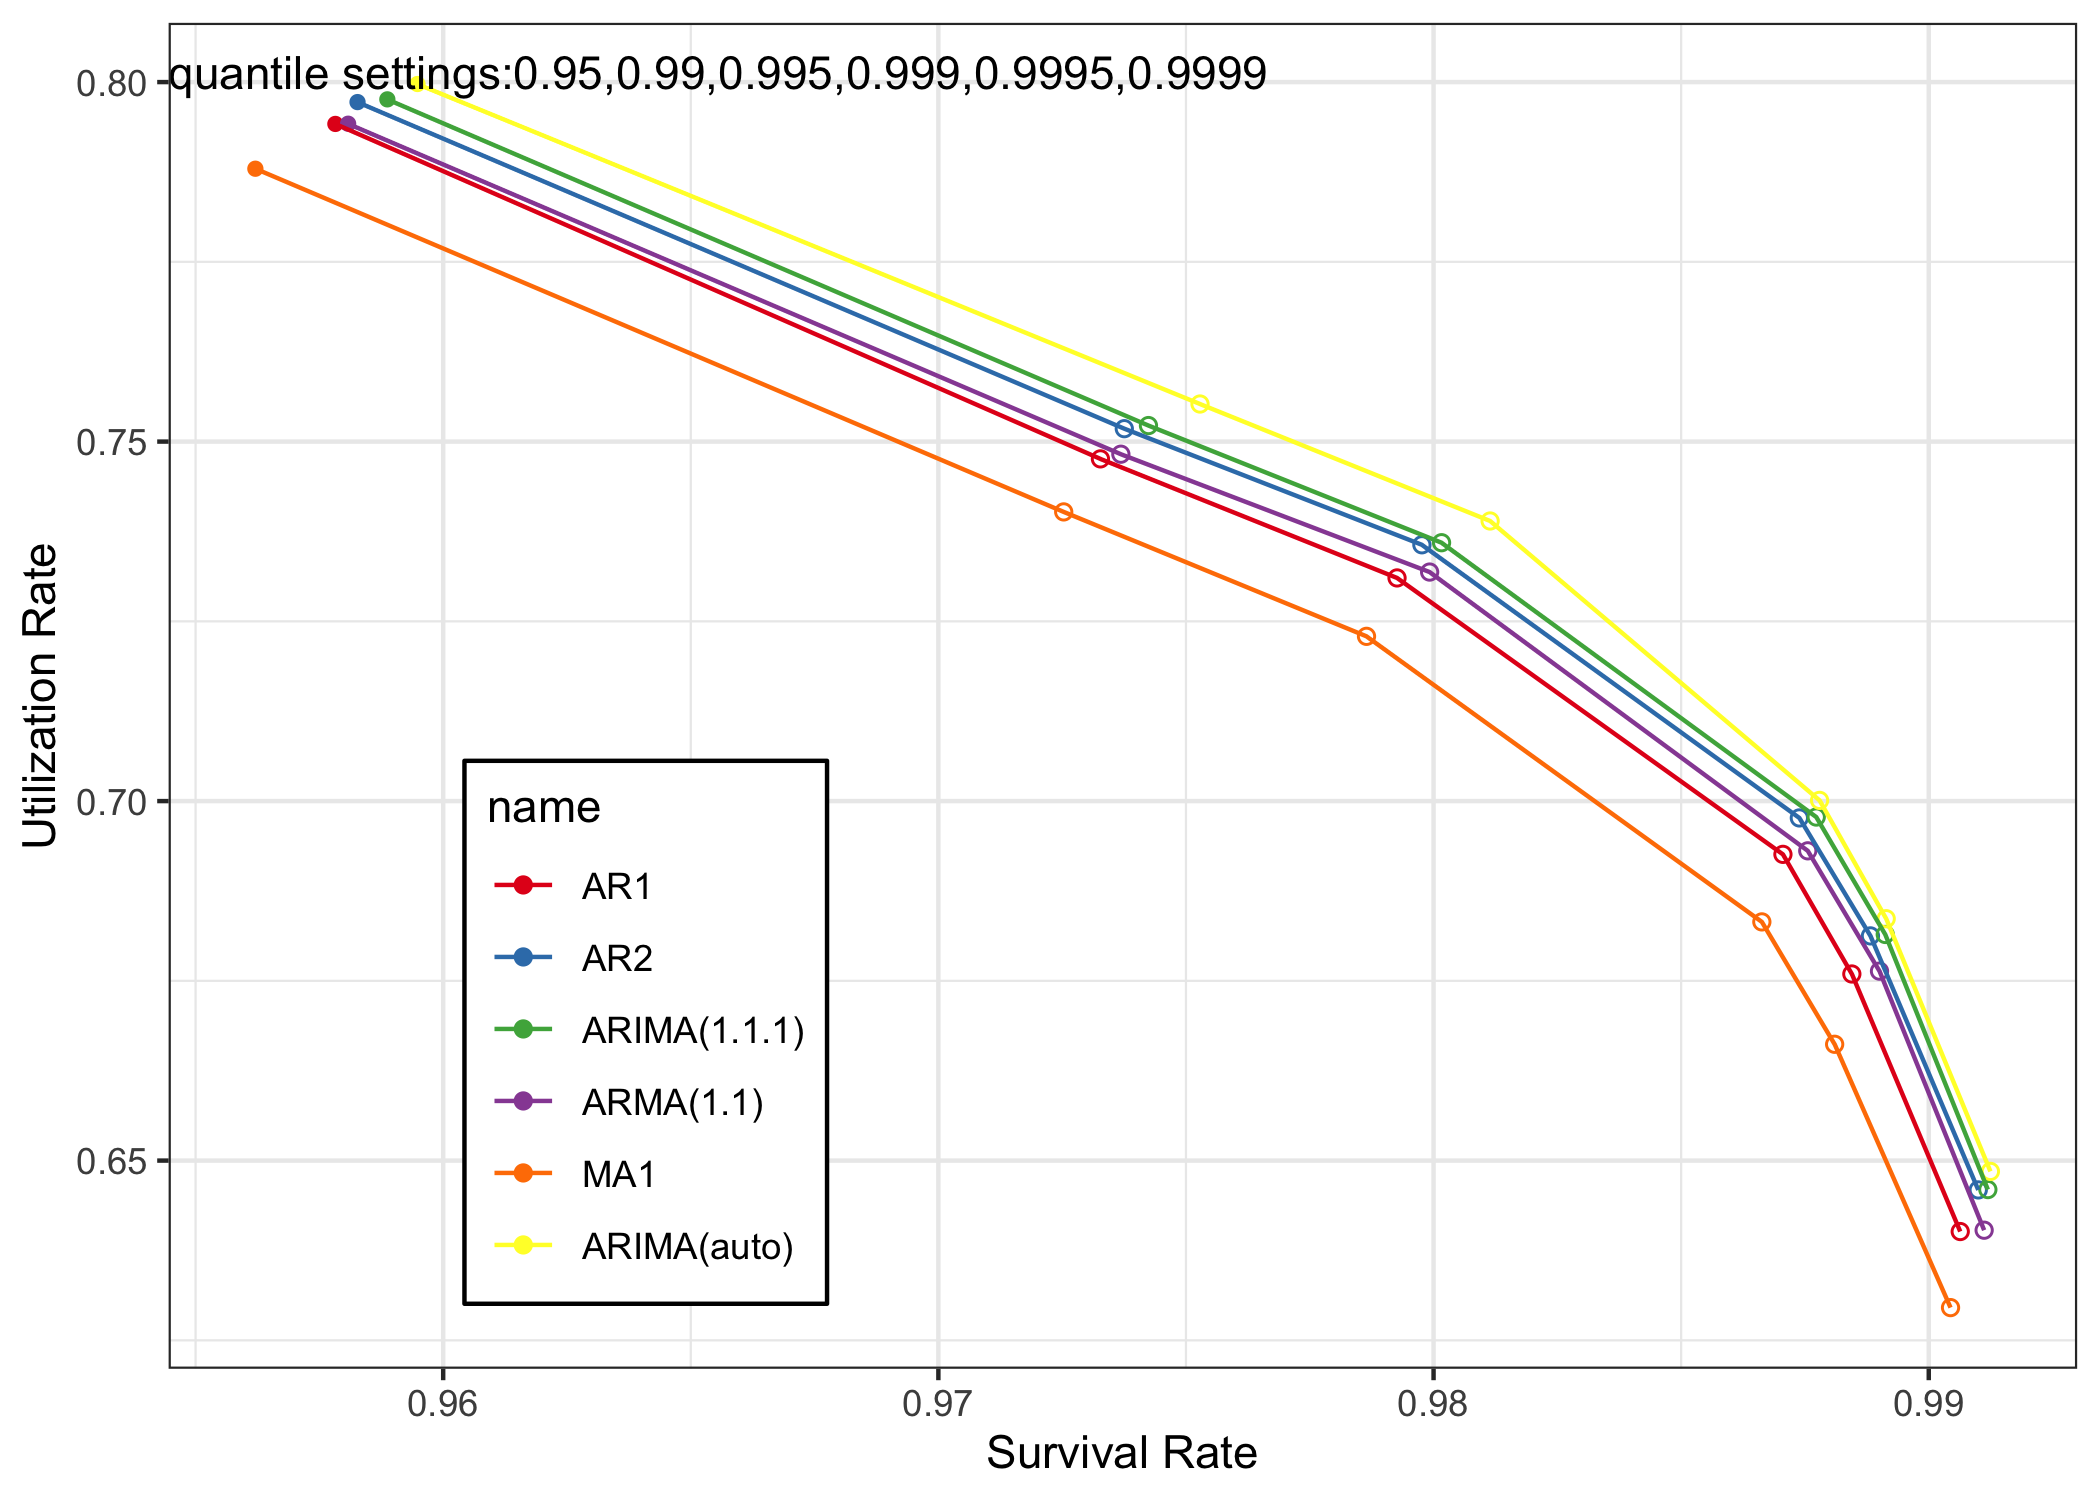 quantile settings:0.95,0.99,0.995,0.999,0.9995,0.9999
0.80
0.75
0.70
0.65
Utilization Rate
name
AR1
AR2
ARIMA(1.1.1)
ARMA(1.1)
MA1
ARIMA(auto)
0.96 0.97 0.98 0.99
Survival Rate